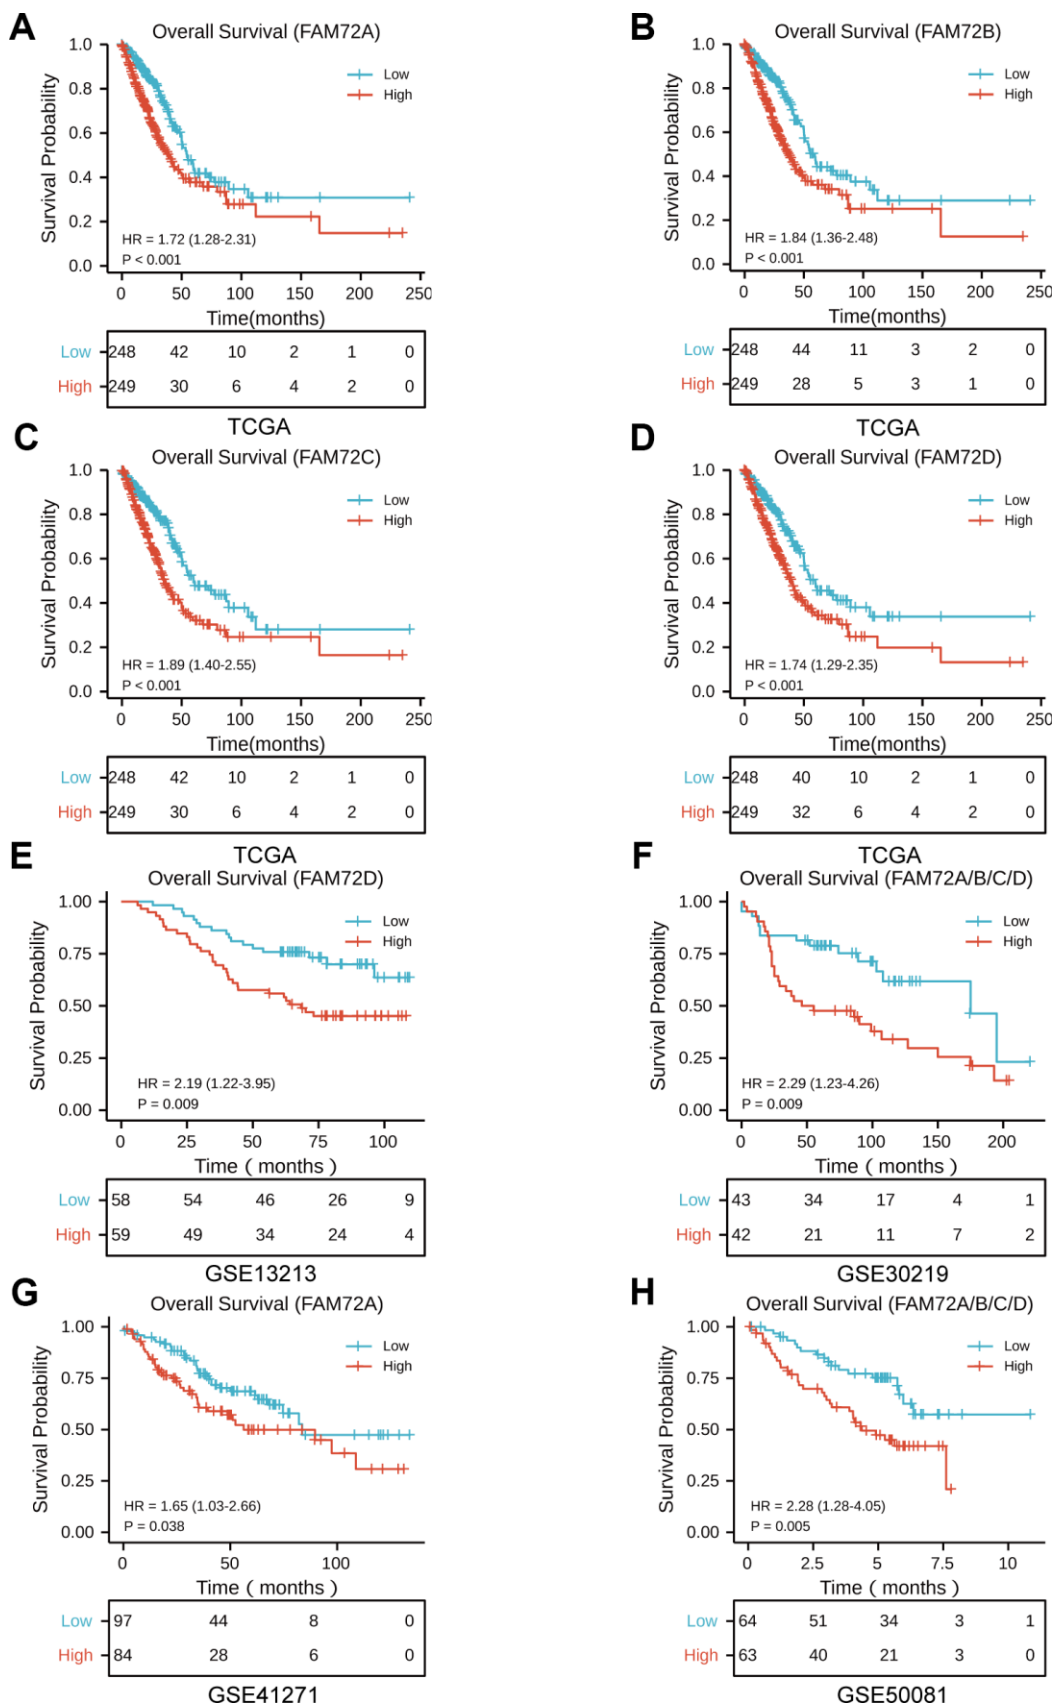 A
Overall Survival (FAM72A)
Survival Probability
1.0
0.8
0.6
0.4
0.2
0.0
Low
High
HR = 1.72 (1.28-2.31)
P < 0.001
0 50 100 150 200 250
Time(months)
Low 248 42 10 2 1 0
High 249 30 6 4 2 0
TCGA
B
Overall Survival (FAM72B)
Survival Probability
1.0
0.8
0.6
0.4
0.2
0.0
Low
High
HR = 1.84 (1.36-2.48)
P < 0.001
0 50 100 150 200 250
Time(months)
Low 248 44 11 3 2 0
High 249 28 5 3 1 0
TCGA
C
Overall Survival (FAM72C)
Survival Probability
1.0
0.8
0.6
0.4
0.2
0.0
Low
High
HR = 1.89 (1.40-2.55)
P < 0.001
0 50 100 150 200 250
Time(months)
Low 248 42 10 2 1 0
High 249 30 6 4 2 0
TCGA
D
Overall Survival (FAM72D)
Survival Probability
1.0
0.8
0.6
0.4
0.2
0.0
Low
High
HR = 1.74 (1.29-2.35)
P < 0.001
0 50 100 150 200 250
Time(months)
Low 248 40 10 2 1 0
High 249 32 6 4 2 0
TCGA
E
Overall Survival (FAM72D)
Survival Probability
1.00
0.75
0.50
0.25
0.00
Low
High
HR = 2.19 (1.22-3.95)
P = 0.009
0 25 50 75 100
Time ( months )
Low 58 54 46 26 9
High 59 49 34 24 4
GSE13213
F
Overall Survival (FAM72A/B/C/D)
Survival Probability
1.00
0.75
0.50
0.25
0.00
Low
High
HR = 2.29 (1.23-4.26)
P = 0.009
0 50 100 150 200
Time ( months )
Low 43 34 17 4 1
High 42 21 11 7 2
GSE30219
G
Overall Survival (FAM72A)
Survival Probability
1.00
0.75
0.50
0.25
0.00
Low
High
HR = 1.65 (1.03-2.66)
P = 0.038
0 50 100
Time ( months )
Low 97 44 8 0
High 84 28 6 0
GSE41271
H
Overall Survival (FAM72A/B/C/D)
Survival Probability
1.00
0.75
0.50
0.25
0.00
Low
High
HR = 2.28 (1.28-4.05)
P = 0.005
0 2.5 5 7.5 10
Time ( months )
Low 64 51 34 3 1
High 63 40 21 3 0
GSE50081